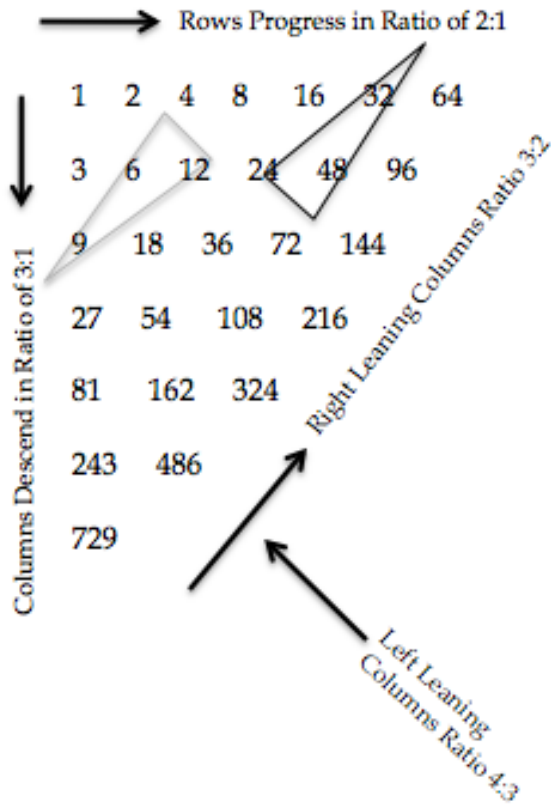 Rows Progress in Ratio of 2:1
1 2 4 8 16 32 64
3 6 12 24 48 96
9 18 36 72 144
27 54 108 216
81 162 324
243 486
729
Columns Descend in Ratio of 3:1
Right Leaning Columns Ratio 3:2
Left Leaning
Columns Ratio 4:3